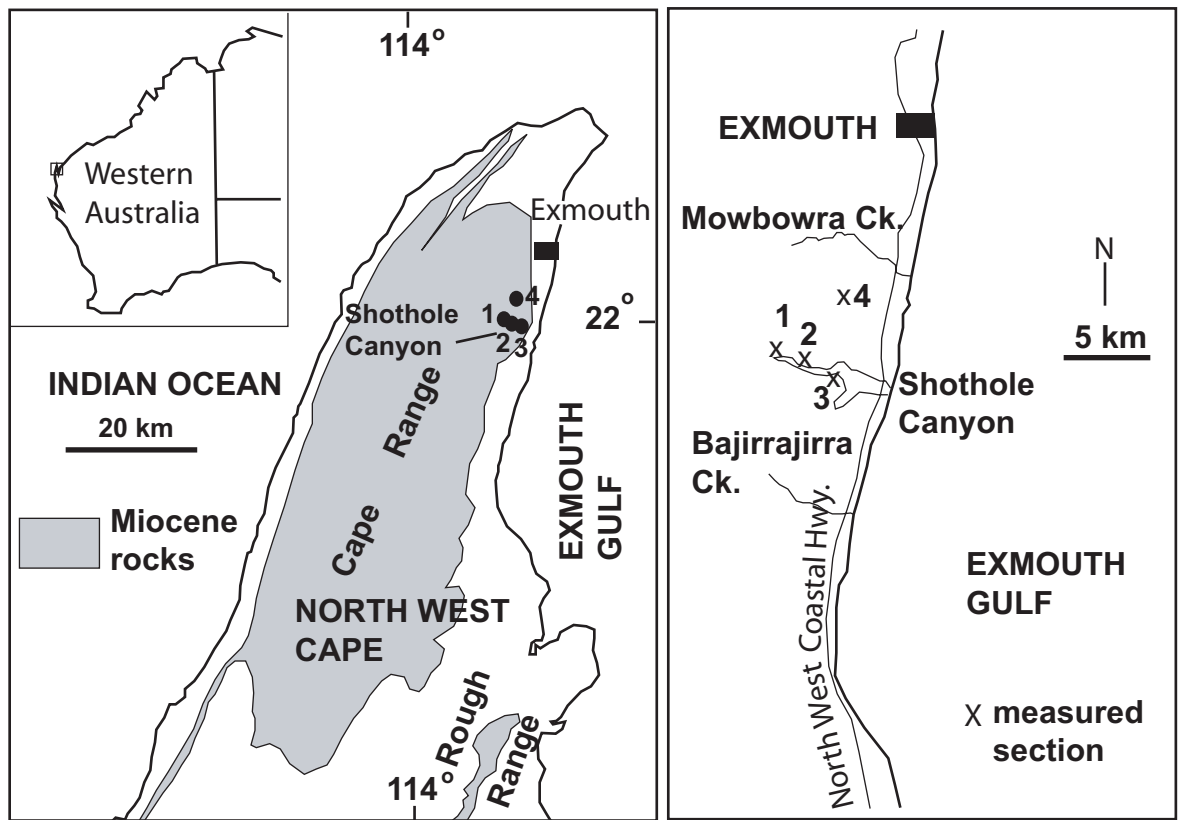 114°
Western
Australia
Exmouth
4
Shothole
Canyon
1
2
3
22°
INDIAN OCEAN
20 km
Miocene
rocks
Cape Range
EXMOUTH
GULF
NORTH WEST
CAPE
Rough
Range
114°
EXMOUTH
Mowbowra Ck.
N
5 km
x4
1
2
x
x
x
3
Shothole
Canyon
Bajirrajirra
Ck.
North West Coastal Hwy.
EXMOUTH
GULF
x measured
section